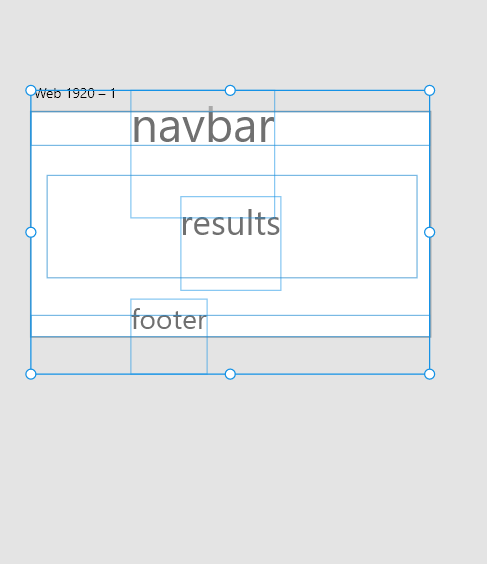 Web 1920 – 1
navbar
results
footer